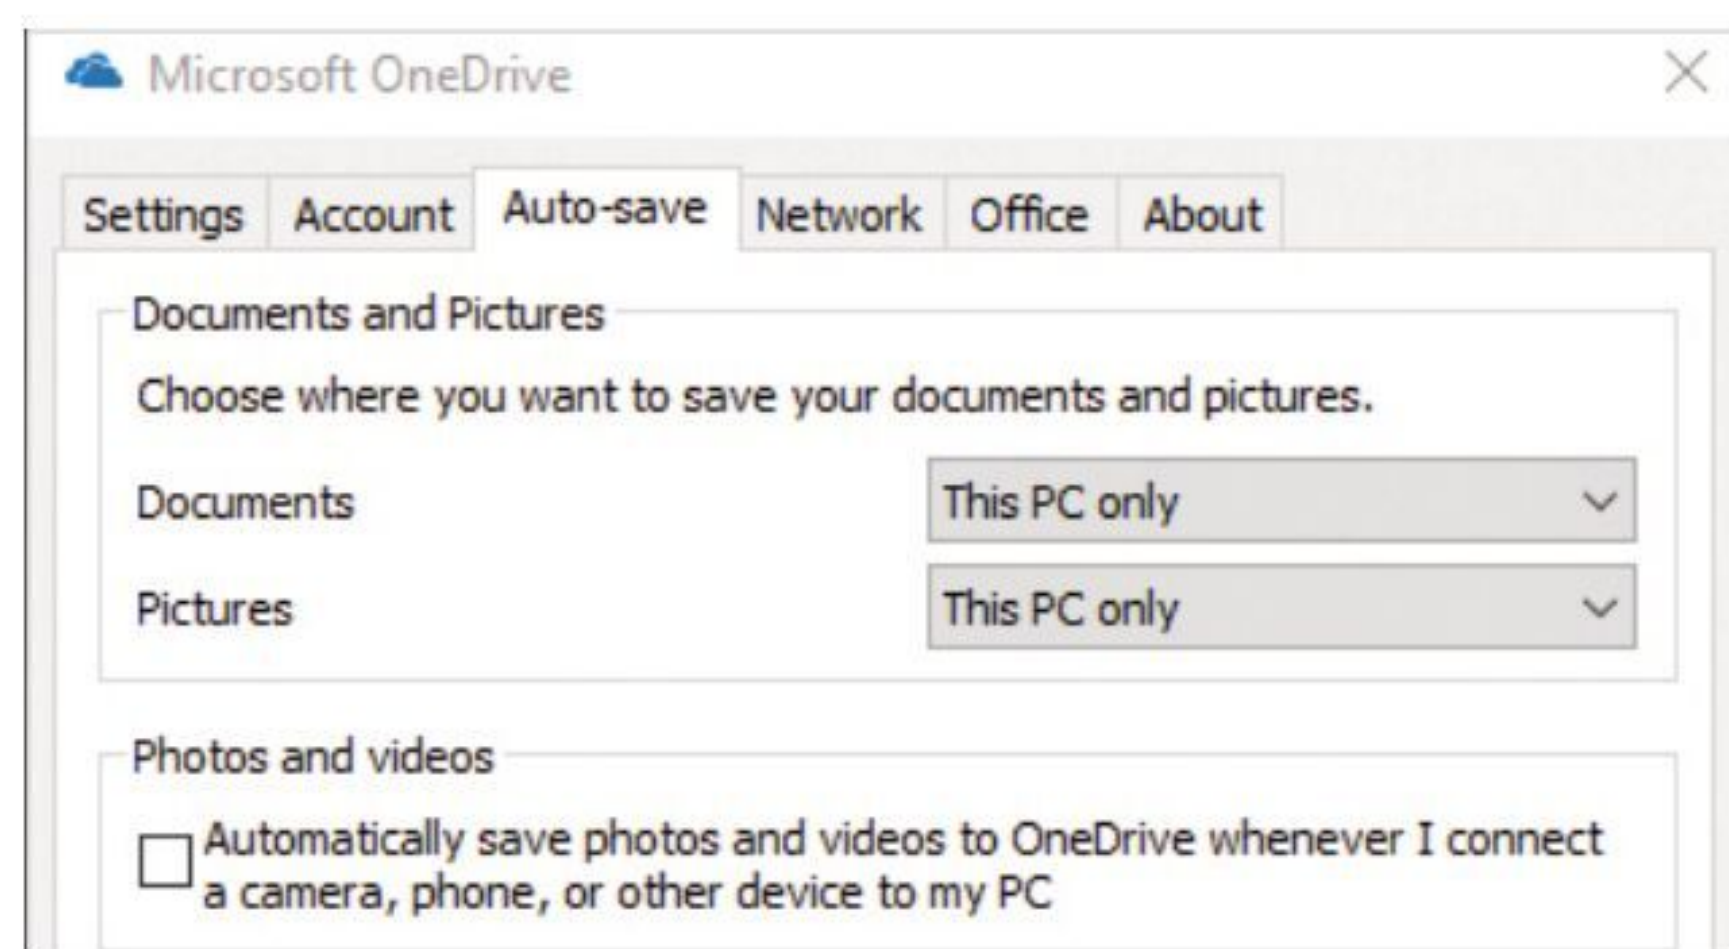 Microsoft OneDrive
Settings Account Auto-save Network Office About
Documents and Pictures
Choose where you want to save your documents and pictures.
Documents This PC only
Pictures This PC only
Photos and videos
Automatically save photos and videos to OneDrive whenever I connect
a camera, phone, or other device to my PC